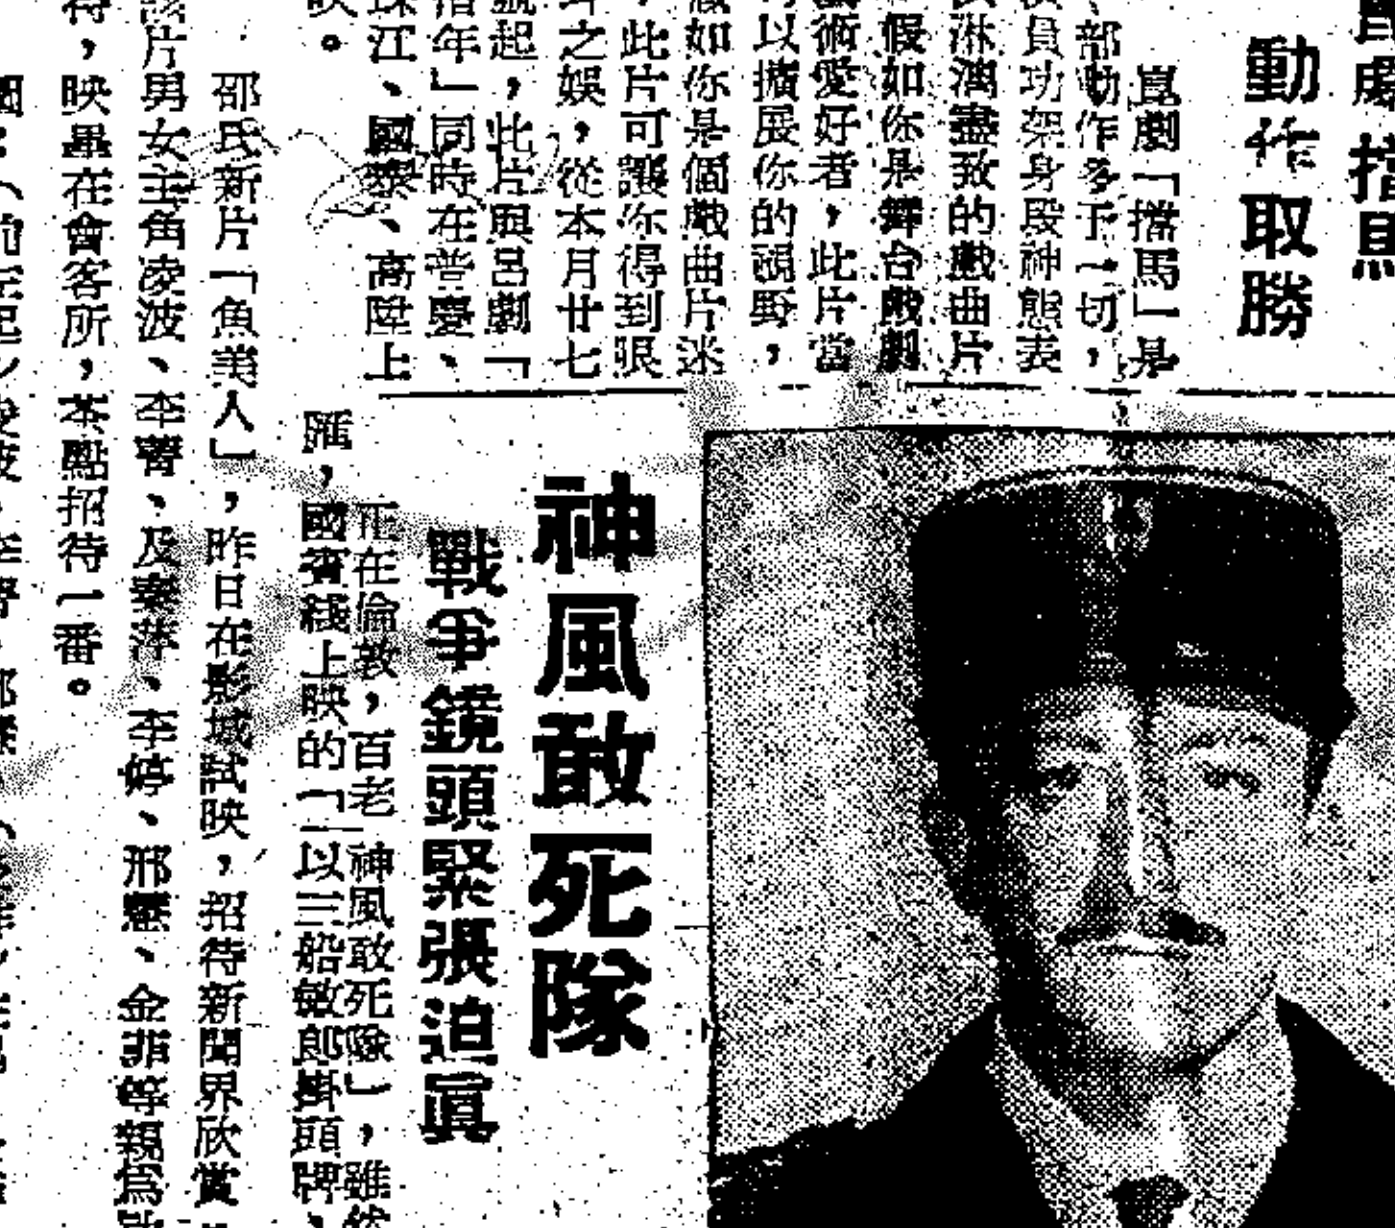 動作取勝
崑劇「擋馬」是
部動作多于一切，
員功架身段神態表
淋漓盡致的戲曲片
假如你是舞台戲劇
術愛好者，此片當
以擴展你的視野，
如你是個戲曲片迷
，此片可讓你得到眼
之娛，從本月廿七
號起，此片與呂劇「
借年」同時在普慶、
珠江、國泰、高陞上
映。
神風敢死隊
戰爭鏡頭緊張迫眞
正在倫敦，百老
匯，國賓綫上映的「神風敢死隊」，雖然
以三船敏郎掛頭牌，
邵氏新片「魚美人」，昨日在影城試映，招待新聞界欣賞，
該片男女主角凌波、李菁、及秦萍、李婷、邢慧、金菲等親爲
待，映畢在會客所，茶點招待一番。